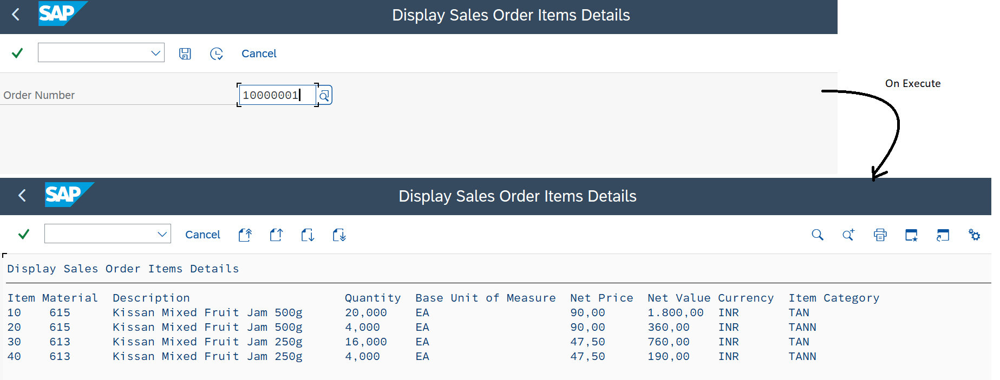 SAP Display Sales Order Items Details
Cancel
Order Number 10000001
On Execute
SAP Display Sales Order Items Details
Cancel
Display Sales Order Items Details
Item Material Description Quantity Base Unit of Measure Net Price Net Value Currency Item Category
10 615 Kissan Mixed Fruit Jam 500g 20,000 EA 90,00 1.800,00 INR TAN
20 615 Kissan Mixed Fruit Jam 500g 4,000 EA 90,00 360,00 INR TANN
30 613 Kissan Mixed Fruit Jam 250g 16,000 EA 47,50 760,00 INR TAN
40 613 Kissan Mixed Fruit Jam 250g 4,000 EA 47,50 190,00 INR TANN